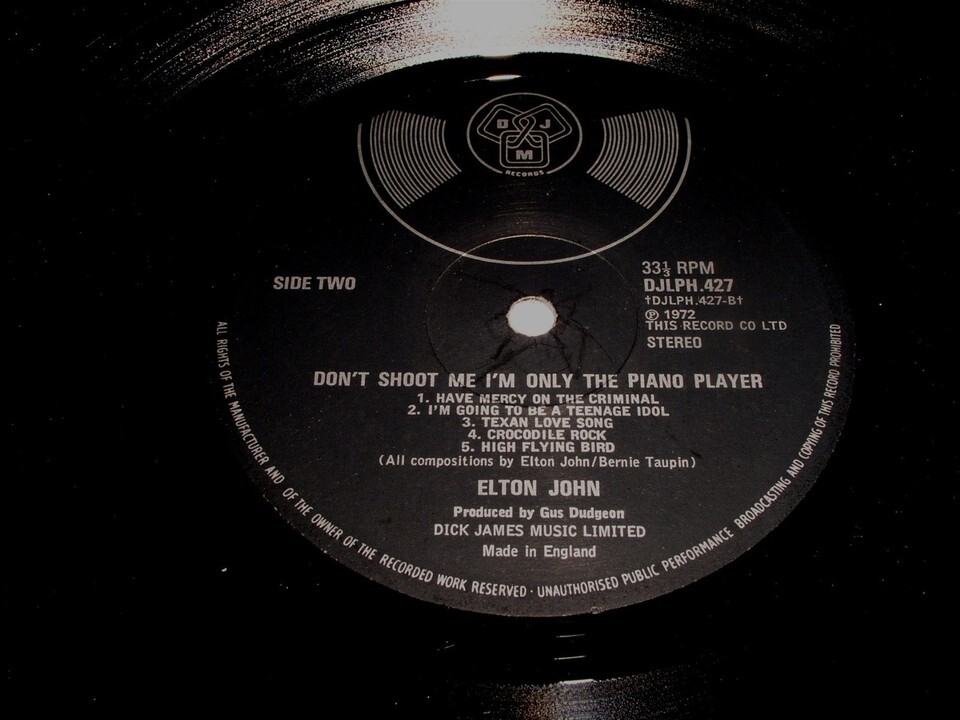 D J
M
RECORDS
SIDE TWO
33⅓ RPM
DJLPH.427
†DJLPH.427-B†
℗ 1972
THIS RECORD CO LTD
STEREO
DON'T SHOOT ME I'M ONLY THE PIANO PLAYER
1. HAVE MERCY ON THE CRIMINAL
2. I'M GOING TO BE A TEENAGE IDOL
3. TEXAN LOVE SONG
4. CROCODILE ROCK
5. HIGH FLYING BIRD
(All compositions by Elton John/Bernie Taupin)
ELTON JOHN
Produced by Gus Dudgeon
DICK JAMES MUSIC LIMITED
Made in England
ALL RIGHTS OF THE MANUFACTURER AND OF THE OWNER OF THE RECORDED WORK RESERVED · UNAUTHORISED PUBLIC PERFORMANCE BROADCASTING AND COPYING OF THIS RECORD PROHIBITED